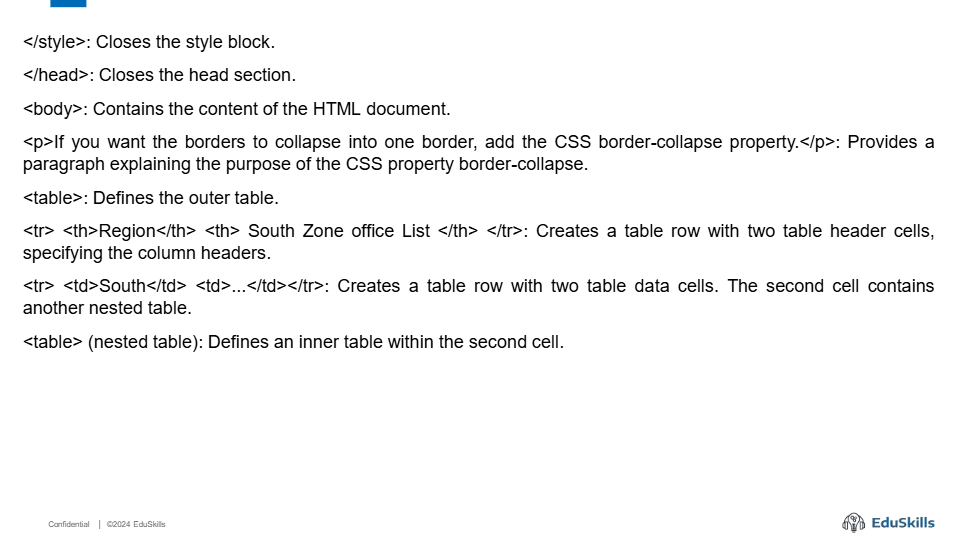 </style>: Closes the style block.
</head>: Closes the head section.
<body>: Contains the content of the HTML document.
<p>If you want the borders to collapse into one border, add the CSS border-collapse property.</p>: Provides a
paragraph explaining the purpose of the CSS property border-collapse.
<table>: Defines the outer table.
<tr> <th>Region</th> <th> South Zone office List </th> </tr>: Creates a table row with two table header cells,
specifying the column headers.
<tr> <td>South</td> <td>...</td></tr>: Creates a table row with two table data cells. The second cell contains
another nested table.
<table> (nested table): Defines an inner table within the second cell.
Confidential | ©2024 EduSkills
EduSkills